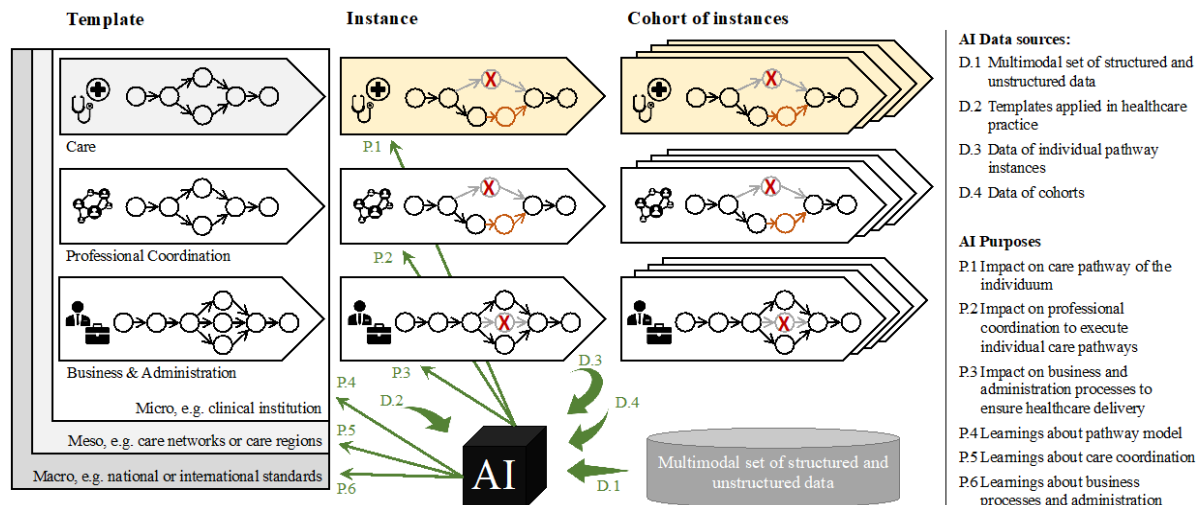 Template
Instance
Cohort of instances
Care
Professional Coordination
Business & Administration
Micro, e.g. clinical institution
Meso, e.g. care networks or care regions
Macro, e.g. national or international standards
X
X
X
X
X
X
P.1
P.2
P.3
P.4
P.5
P.6
D.2
D.3
D.4
D.1
AI
Multimodal set of structured and
unstructured data
AI Data sources:
D.1 Multimodal set of structured and
unstructured data
D.2 Templates applied in healthcare
practice
D.3 Data of individual pathway
instances
D.4 Data of cohorts
AI Purposes
P.1 Impact on care pathway of the
individuum
P.2 Impact on professional
coordination to execute
individual care pathways
P.3 Impact on business and
administration processes to
ensure healthcare delivery
P.4 Learnings about pathway model
P.5 Learnings about care coordination
P.6 Learnings about business
processes and administration